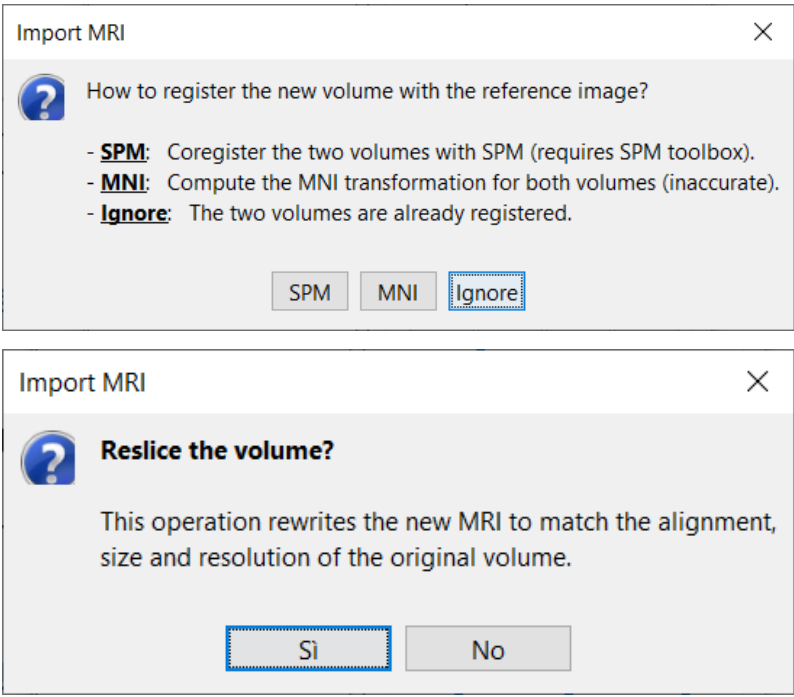 Import MRI
How to register the new volume with the reference image?
- SPM: Coregister the two volumes with SPM (requires SPM toolbox).
- MNI: Compute the MNI transformation for both volumes (inaccurate).
- Ignore: The two volumes are already registered.
SPM MNI Ignore
Import MRI
Reslice the volume?
This operation rewrites the new MRI to match the alignment,
size and resolution of the original volume.
Sì No